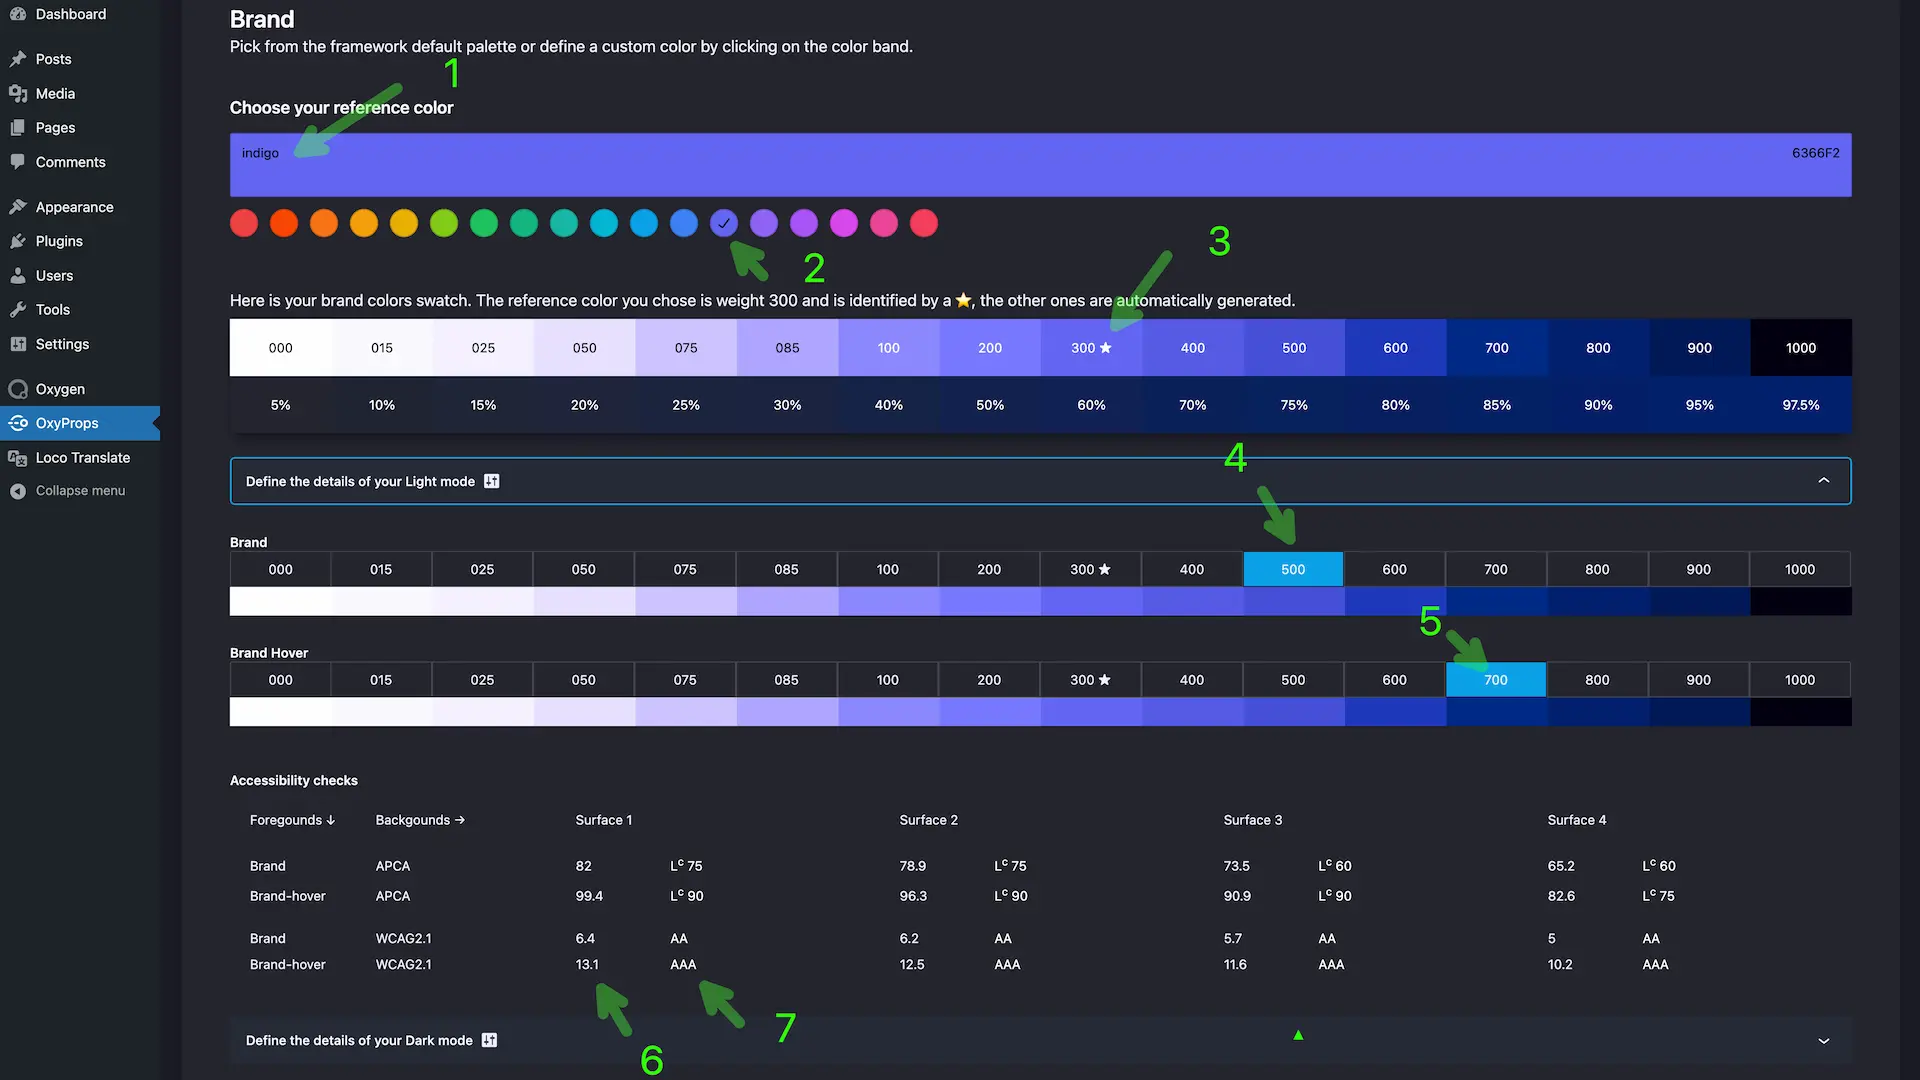 Dashboard
Posts
Media
Pages
Comments
Appearance
Plugins
Users
Tools
Settings
Oxygen
OxyProps
Loco Translate
Collapse menu
Brand
Pick from the framework default palette or define a custom color by clicking on the color band.
1
Choose your reference color
indigo 6366F2
2
3
Here is your brand colors swatch. The reference color you chose is weight 300 and is identified by a ⭐, the other ones are automatically generated.
000 015 025 050 075 085 100 200 300 ★ 400 500 600 700 800 900 1000
5% 10% 15% 20% 25% 30% 40% 50% 60% 70% 75% 80% 85% 90% 95% 97.5%
4
Define the details of your Light mode
Brand
000 015 025 050 075 085 100 200 300 ★ 400 500 600 700 800 900 1000
5
Brand Hover
000 015 025 050 075 085 100 200 300 ★ 400 500 600 700 800 900 1000
Accessibility checks
Foregounds ↓ Backgounds → Surface 1 Surface 2 Surface 3 Surface 4
Brand APCA 82 Lc 75 78.9 Lc 75 73.5 Lc 60 65.2 Lc 60
Brand-hover APCA 99.4 Lc 90 96.3 Lc 90 90.9 Lc 90 82.6 Lc 75
Brand WCAG2.1 6.4 AA 6.2 AA 5.7 AA 5 AA
Brand-hover WCAG2.1 13.1 AAA 12.5 AAA 11.6 AAA 10.2 AAA
6
7
Define the details of your Dark mode